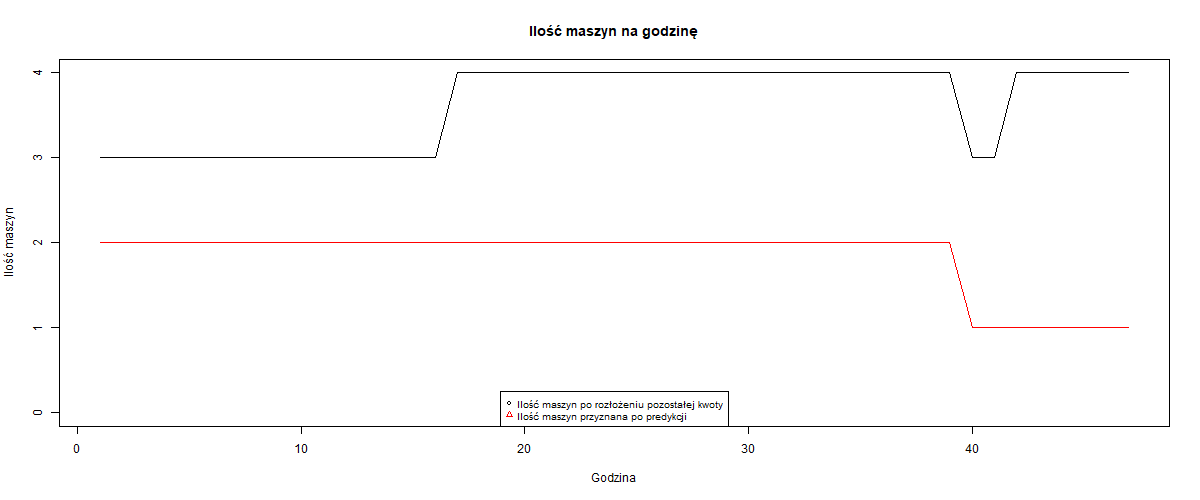 Ilość maszyn na godzinę
4
3
2
1
0
Ilość maszyn
Ilość maszyn po rozłożeniu pozostałej kwoty
Ilość maszyn przyznana po predykcji
0 10 20 30 40
Godzina